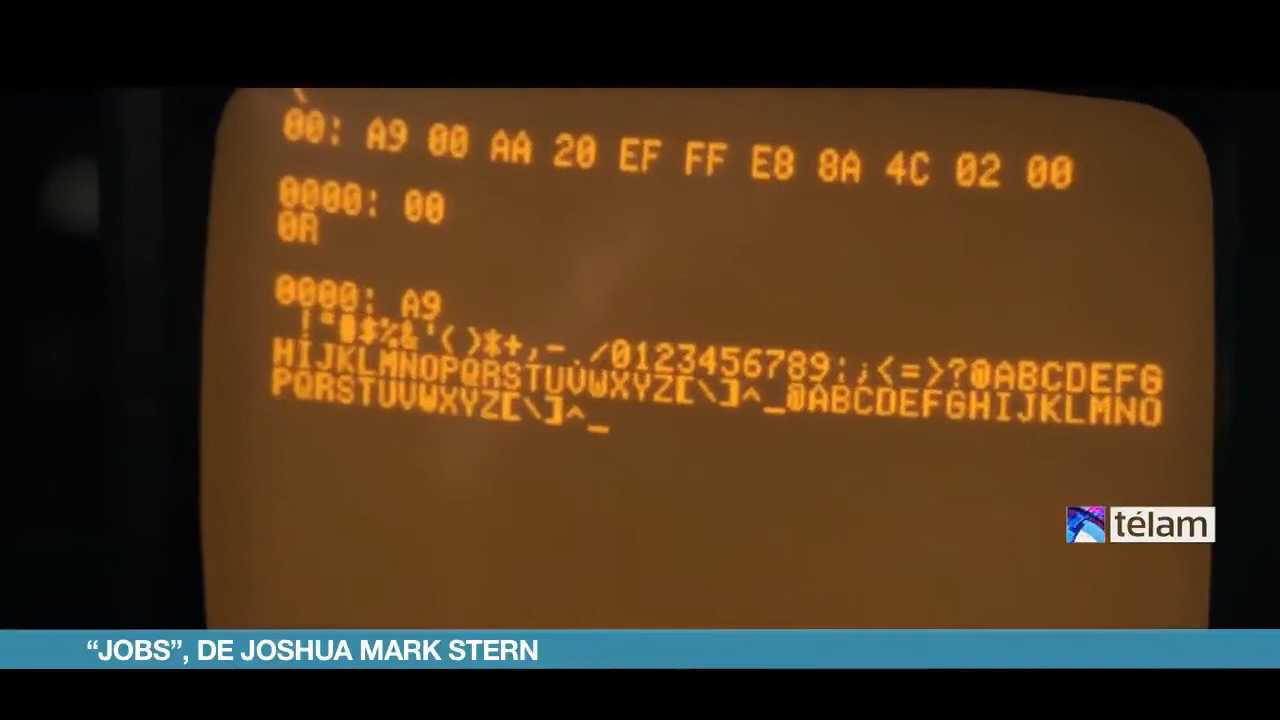 \
00: A9 00 AA 20 EF FF E8 8A 4C 02 00
0000: 00
0R
0000: A9
!"#$%&'()*+,-./0123456789:;<=>?@ABCDEFG
HIJKLMNOPQRSTUVWXYZ[\]^_@ABCDEFGHIJKLMNO
PQRSTUVWXYZ[\]^_
télam
“JOBS”, DE JOSHUA MARK STERN